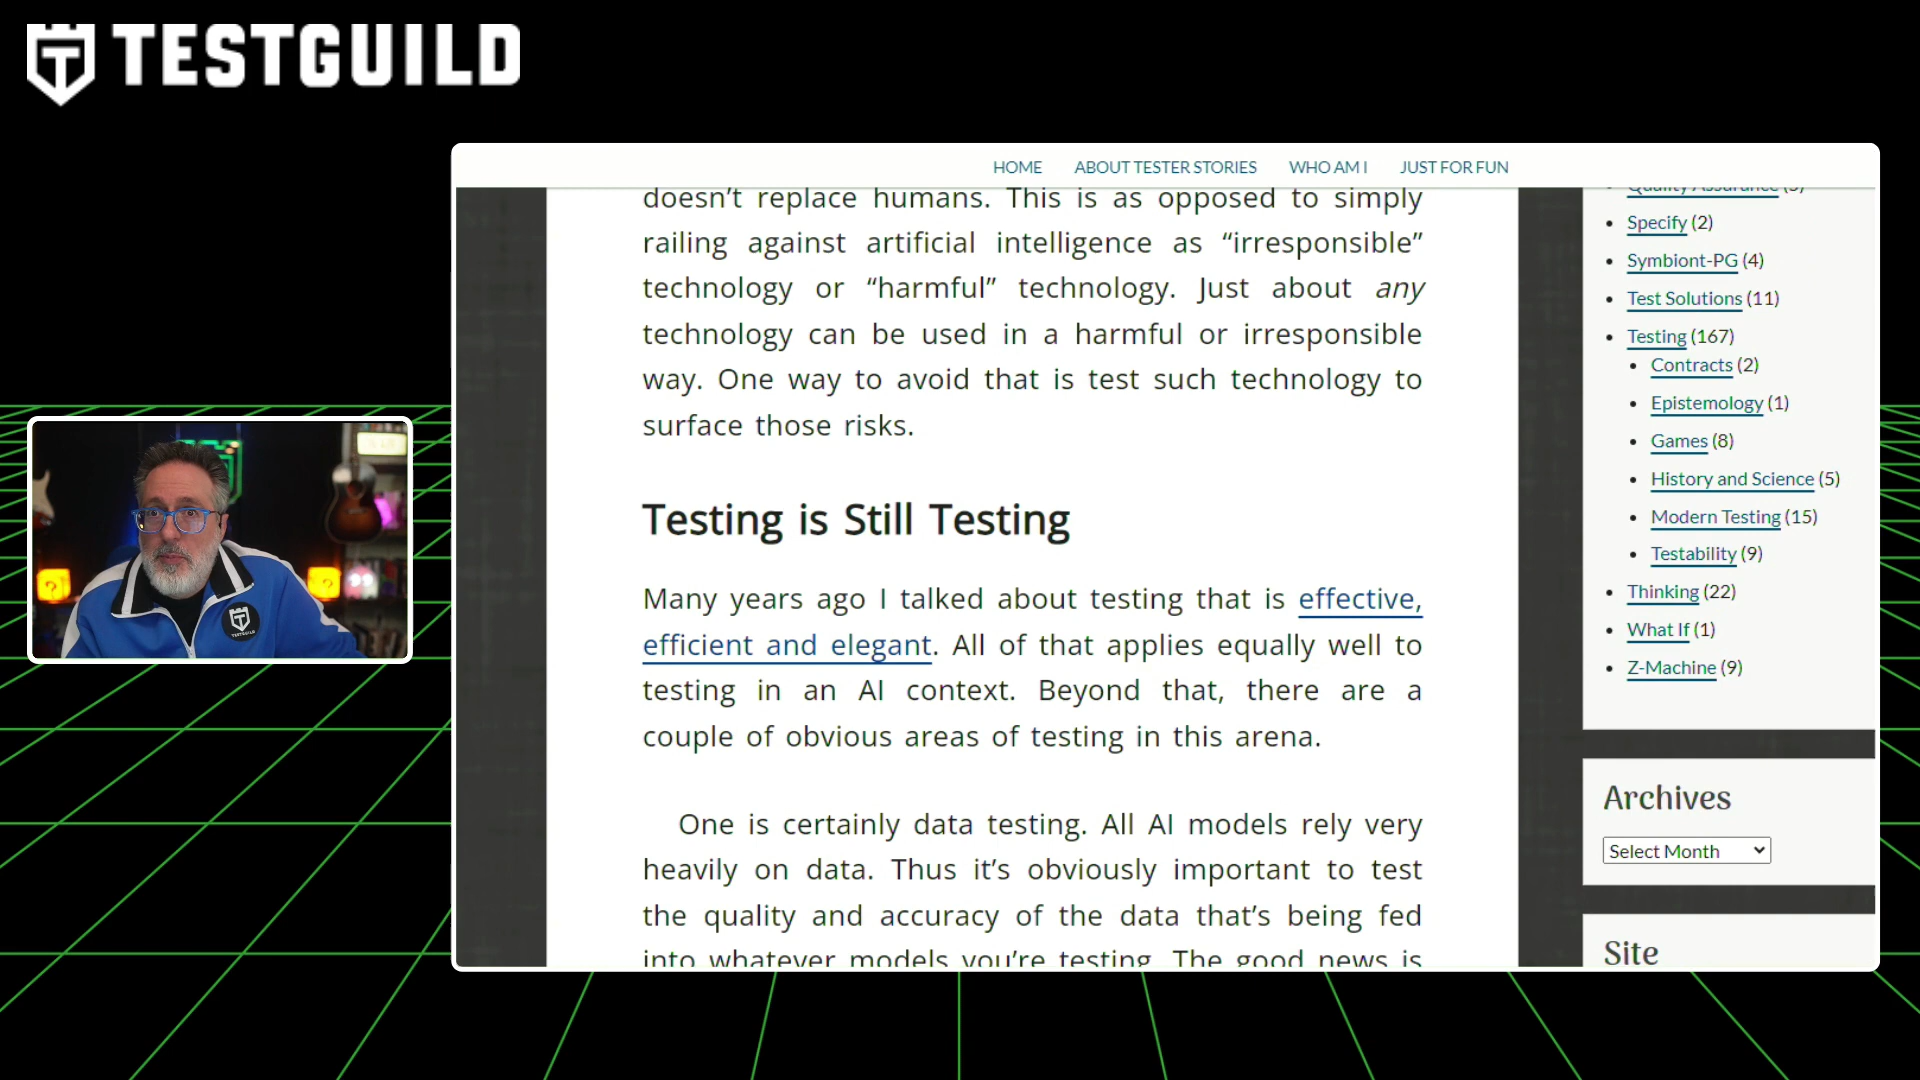 TESTGUILD
HOME ABOUT TESTER STORIES WHO AM I JUST FOR FUN
doesn’t replace humans. This is as opposed to simply
railing against artificial intelligence as “irresponsible”
technology or “harmful” technology. Just about any
technology can be used in a harmful or irresponsible
way. One way to avoid that is test such technology to
surface those risks.
Testing is Still Testing
Many years ago I talked about testing that is effective,
efficient and elegant. All of that applies equally well to
testing in an AI context. Beyond that, there are a
couple of obvious areas of testing in this arena.
One is certainly data testing. All AI models rely very
heavily on data. Thus it’s obviously important to test
the quality and accuracy of the data that’s being fed
into whatever models you’re testing. The good news is
Quality Assurance (5)
Specify (2)
Symbiont-PG (4)
Test Solutions (11)
Testing (167)
Contracts (2)
Epistemology (1)
Games (8)
History and Science (5)
Modern Testing (15)
Testability (9)
Thinking (22)
What If (1)
Z-Machine (9)
Archives
Select Month
Site
TESTGUILD